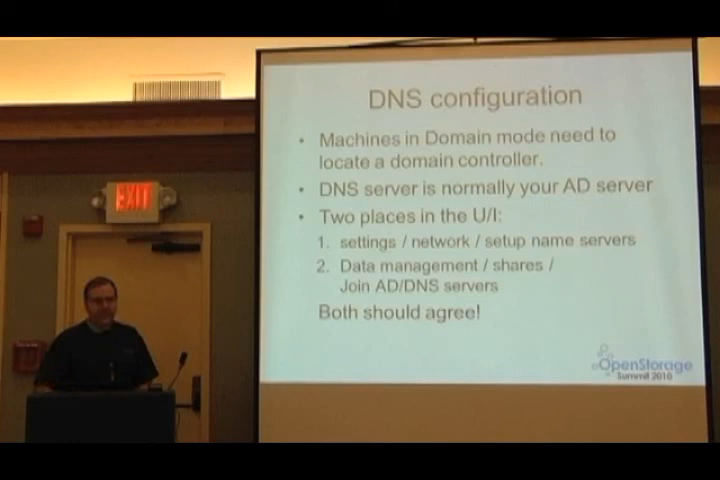 DNS configuration
• Machines in Domain mode need to
locate a domain controller.
• DNS server is normally your AD server
• Two places in the U/I:
1. settings / network / setup name servers
2. Data management / shares /
Join AD/DNS servers
Both should agree!
OpenStorage
Summit 2010
EXIT